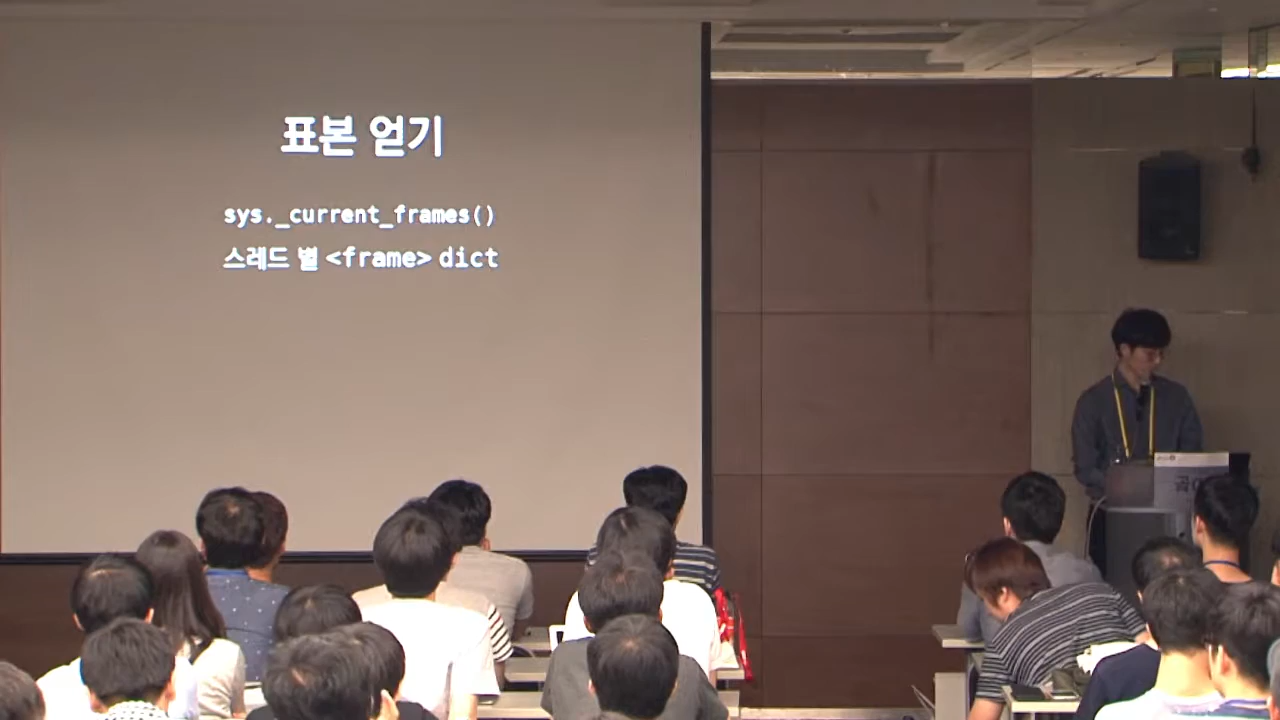 표본 얻기
sys._current_frames()
스레드 별 <frame> dict